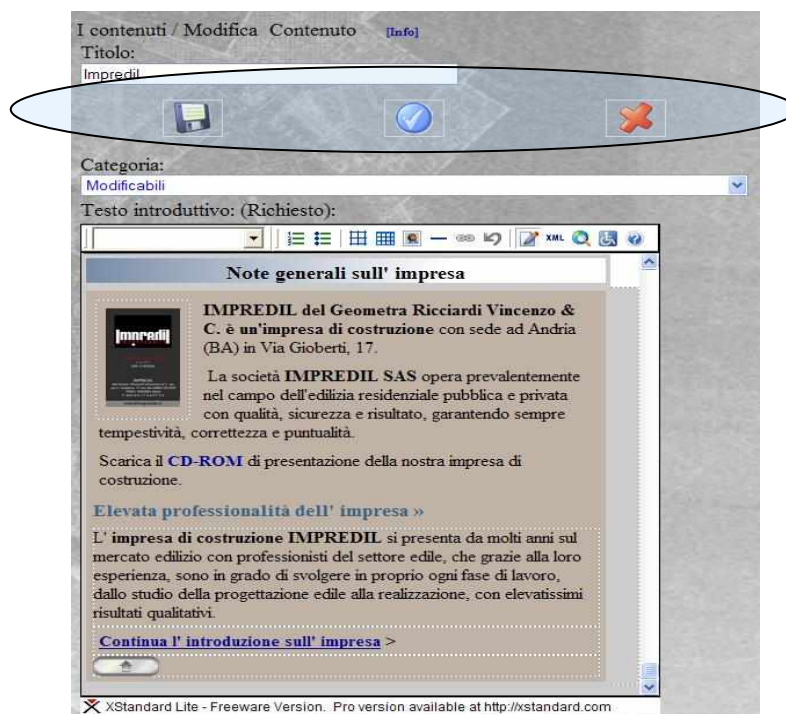 I contenuti / Modifica Contenuto [Info]
Titolo:
Impredil
Categoria:
Modificabili
Testo introduttivo: (Richiesto):
XML
Note generali sull' impresa
Impredil
IMPREDIL del Geometra Ricciardi Vincenzo &
C. è un'impresa di costruzione con sede ad Andria
(BA) in Via Gioberti, 17.
La società IMPREDIL SAS opera prevalentemente
nel campo dell'edilizia residenziale pubblica e privata
con qualità, sicurezza e risultato, garantendo sempre
tempestività, correttezza e puntualità.
Scarica il CD-ROM di presentazione della nostra impresa di
costruzione.
Elevata professionalità dell' impresa »
L' impresa di costruzione IMPREDIL si presenta da molti anni sul
mercato edilizio con professionisti del settore edile, che grazie alla loro
esperienza, sono in grado di svolgere in proprio ogni fase di lavoro,
dallo studio della progettazione edile alla realizzazione, con elevatissimi
risultati qualitativi.
Continua l' introduzione sull' impresa >
XStandard Lite - Freeware Version. Pro version available at http://xstandard.com